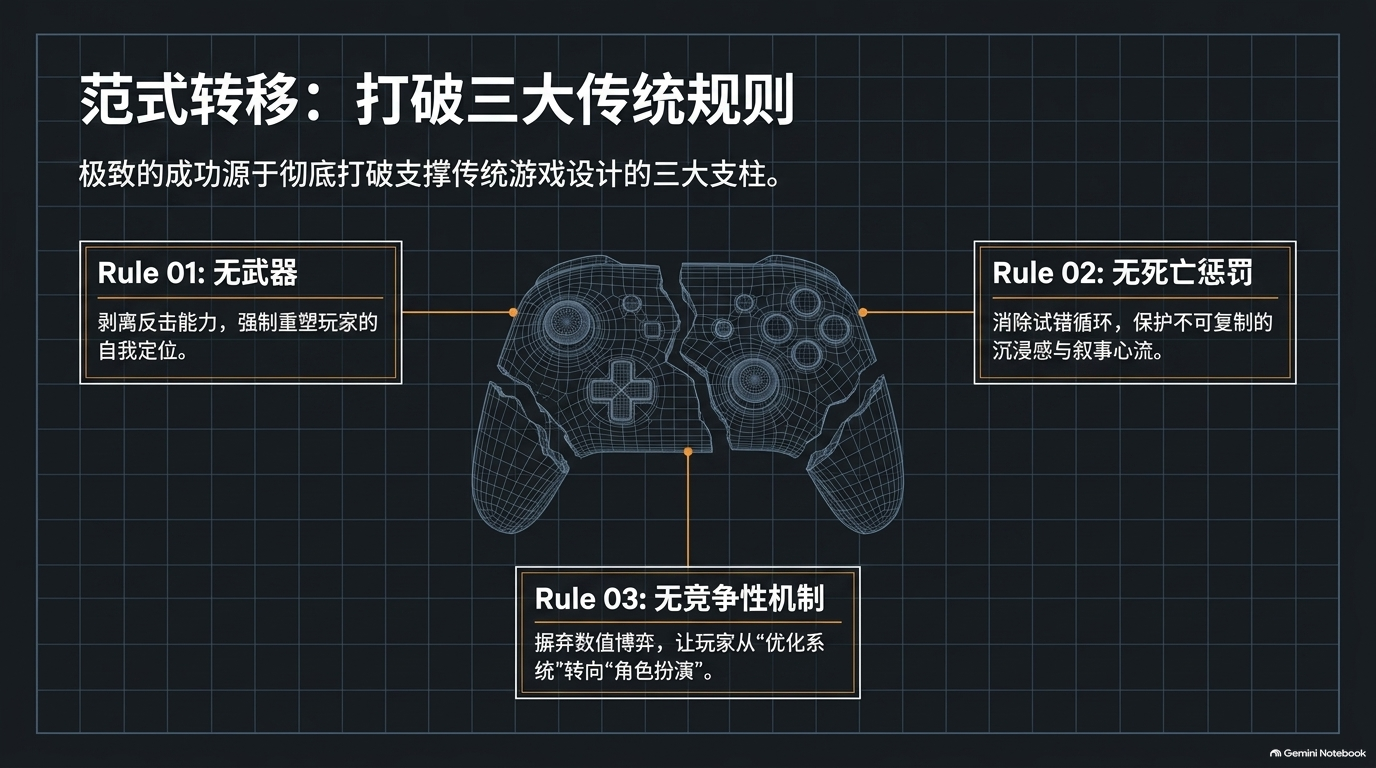 范式转移：打破三大传统规则
极致的成功源于彻底打破支撑传统游戏设计的三大支柱。
Rule 01: 无武器
剥离反击能力，强制重塑玩家的
自我定位。
Rule 02: 无死亡惩罚
消除试错循环，保护不可复制的
沉浸感与叙事心流。
Rule 03: 无竞争性机制
摒弃数值博弈，让玩家从“优化系
统”转向“角色扮演”。
Gemini Notebook